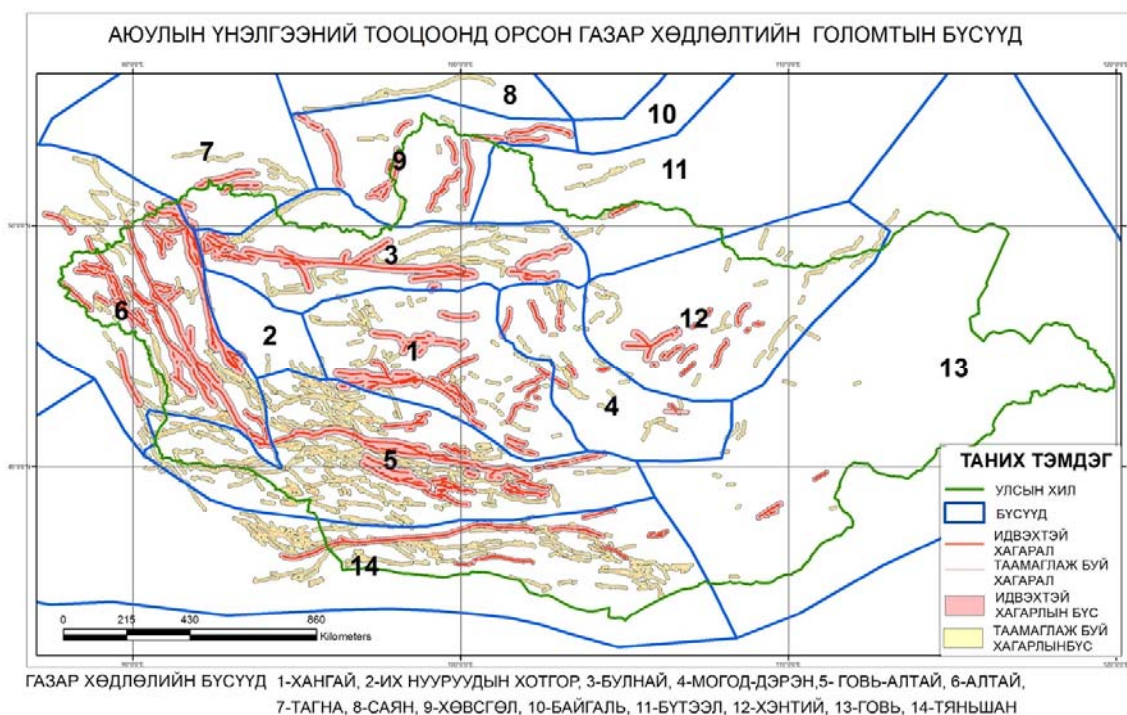 АЮУЛЫН ҮНЭЛГЭЭНИЙ ТООЦООНД ОРСОН ГАЗАР ХӨДЛӨЛТИЙН ГОЛОМТЫН БҮСҮҮД
8
10
7
9
11
3
6
2
12
1
13
4
5
14
ТАНИХ ТЭМДЭГ
УЛСЫН ХИЛ
БҮСҮҮД
ИДВЭХТЭЙ
ХАГАРАЛ
ТААМАГЛАЖ БУЙ
ХАГАРАЛ
ИДВЭХТЭЙ
ХАГАРЛЫН БҮС
ТААМАГЛАЖ БУЙ
ХАГАРЛЫНБҮС
0 215 430 860
Kilometers
ГАЗАР ХӨДЛӨЛИЙН БҮСҮҮД 1-ХАНГАЙ, 2-ИХ НУУРУУДЫН ХОТГОР, 3-БУЛНАЙ, 4-МОГОД-ДЭРЭН,5- ГОВЬ-АЛТАЙ, 6-АЛТАЙ,
7-ТАГНА, 8-САЯН, 9-ХӨВСГӨЛ, 10-БАЙГАЛЬ, 11-БҮТЭЭЛ, 12-ХЭНТИЙ, 13-ГОВЬ, 14-ТЯНЬШАН